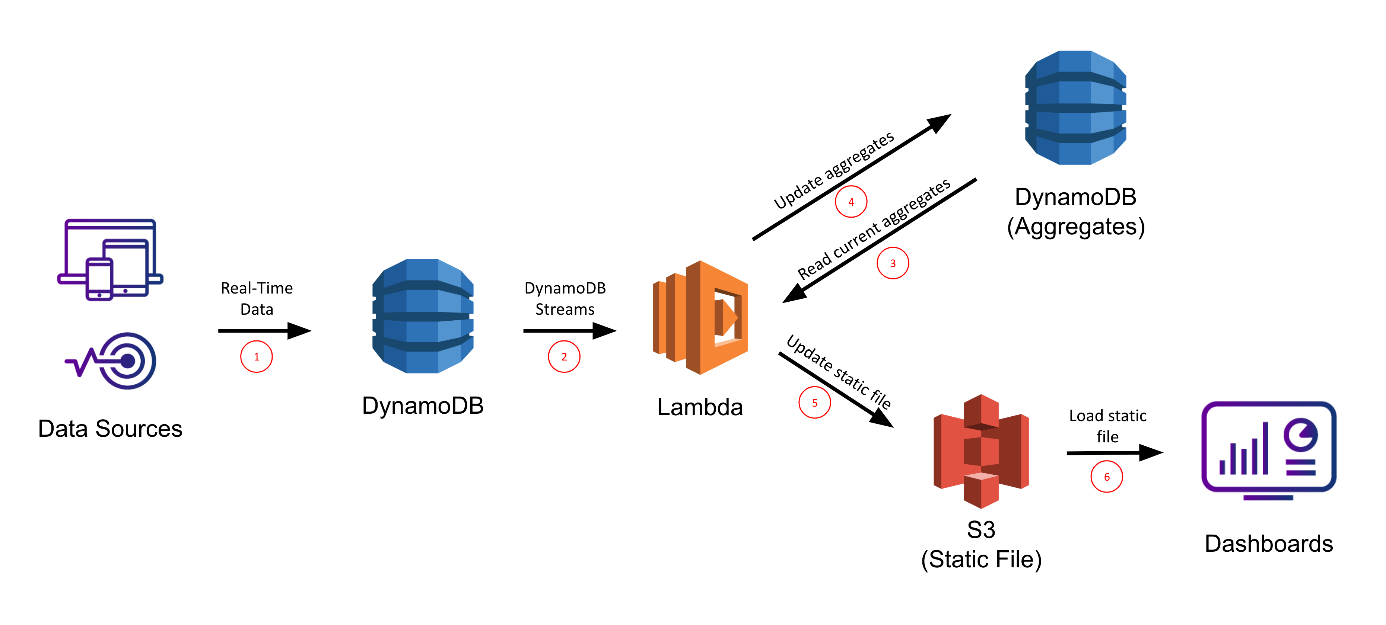 DynamoDB
(Aggregates)
Update aggregates
4
Read current aggregates
3
Real-Time
Data
1
DynamoDB
Streams
2
Data Sources
DynamoDB
Lambda
Update static file
5
S3
(Static File)
Load static
file
6
Dashboards